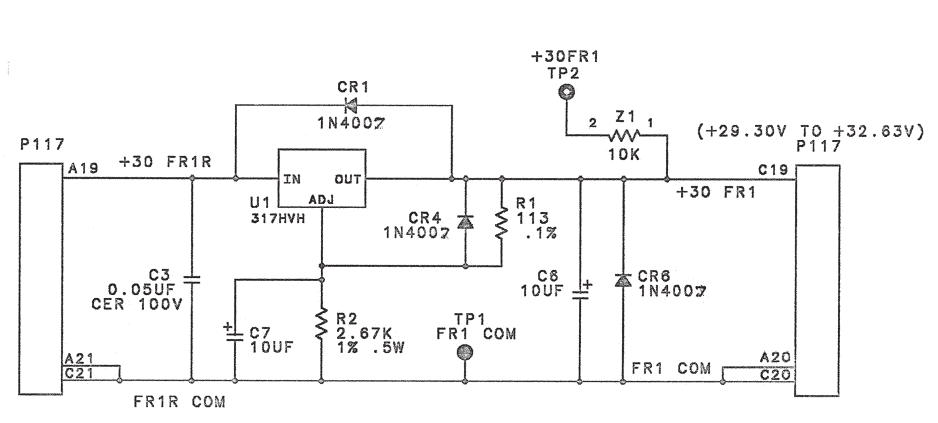 +30FR1
TP2
CR1
1N4007
2
Z1
1
10K
(+29.30V TO +32.63V)
P117
P117
A19
+30 FR1R
IN
OUT
ADJ
U1
317HVH
C19
+30 FR1
CR4
1N4007
R1
113
.1%
C3
0.05UF
CER 100V
C6
10UF
+
CR6
1N4007
+
C7
10UF
R2
2.67K
1% .5W
TP1
FR1 COM
A21
C21
FR1R COM
FR1 COM
A20
C20